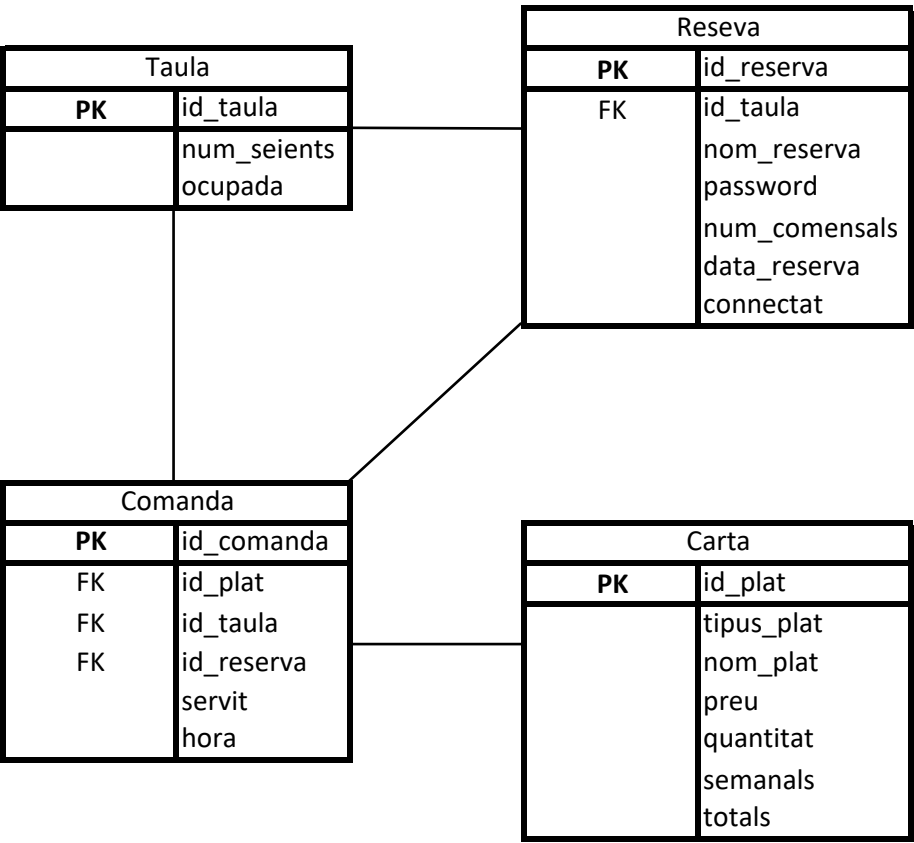 Taula
PK id_taula
num_seients
ocupada
Reseva
PK id_reserva
FK id_taula
nom_reserva
password
num_comensals
data_reserva
connectat
Comanda
PK id_comanda
FK id_plat
FK id_taula
FK id_reserva
servit
hora
Carta
PK id_plat
tipus_plat
nom_plat
preu
quantitat
semanals
totals